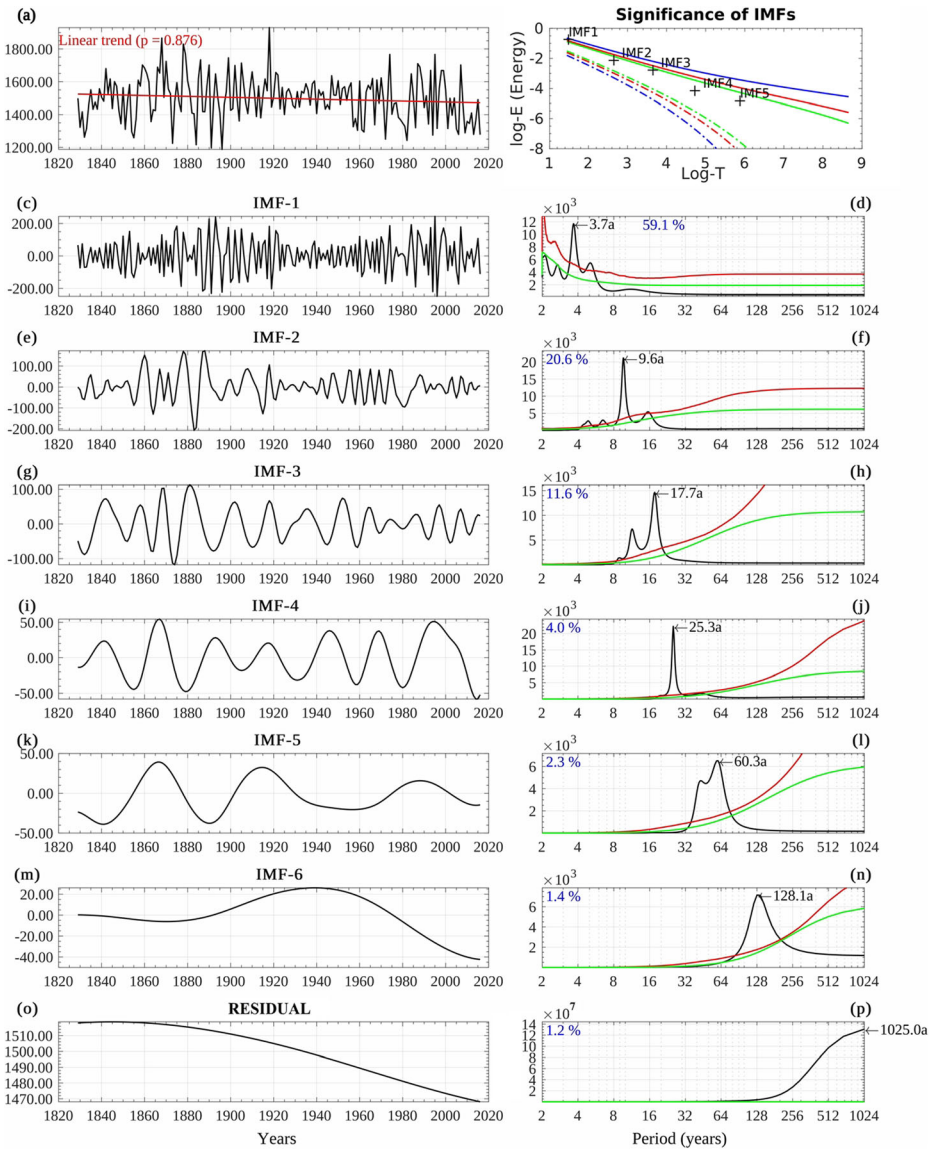 (a)
Linear trend (p = 0.876)
1800.00
1600.00
1400.00
1200.00
1820 1840 1860 1880 1900 1920 1940 1960 1980 2000 2020
Significance of IMFs
log-E (Energy)
0
-2
-4
-6
-8
IMF1
IMF2
IMF3
IMF4
IMF5
1 2 3 4 5 6 7 8 9
Log-T
(c) IMF-1
200.00
0.00
-200.00
1820 1840 1860 1880 1900 1920 1940 1960 1980 2000 2020
(d)
×10³
12
10
8
6
4
2
3.7a
59.1 %
2 4 8 16 32 64 128 256 512 1024
(e) IMF-2
100.00
0.00
-100.00
-200.00
1820 1840 1860 1880 1900 1920 1940 1960 1980 2000 2020
(f)
×10³
20
15
10
5
20.6 %
9.6a
2 4 8 16 32 64 128 256 512 1024
(g) IMF-3
100.00
0.00
-100.00
1820 1840 1860 1880 1900 1920 1940 1960 1980 2000 2020
(h)
×10³
15
10
5
11.6 %
17.7a
2 4 8 16 32 64 128 256 512 1024
(i) IMF-4
50.00
0.00
-50.00
1820 1840 1860 1880 1900 1920 1940 1960 1980 2000 2020
(j)
×10³
20
15
10
5
4.0 %
25.3a
2 4 8 16 32 64 128 256 512 1024
(k) IMF-5
50.00
0.00
-50.00
1820 1840 1860 1880 1900 1920 1940 1960 1980 2000 2020
(l)
×10³
6
4
2
2.3 %
60.3a
2 4 8 16 32 64 128 256 512 1024
(m) IMF-6
20.00
0.00
-20.00
-40.00
1820 1840 1860 1880 1900 1920 1940 1960 1980 2000 2020
(n)
×10³
6
4
2
1.4 %
128.1a
2 4 8 16 32 64 128 256 512 1024
(o) RESIDUAL
1510.00
1500.00
1490.00
1480.00
1470.00
1820 1840 1860 1880 1900 1920 1940 1960 1980 2000 2020
Years
(p)
×10⁷
14
12
10
8
6
4
2
1.2 %
1025.0a
2 4 8 16 32 64 128 256 512 1024
Period (years)